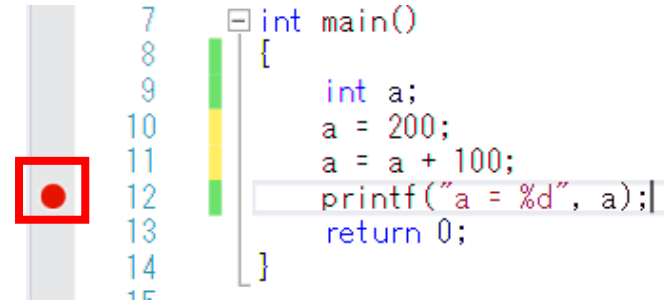 7 int main()
8 {
9 int a;
10 a = 200;
11 a = a + 100;
12 printf("a = %d", a);
13 return 0;
14 }
15